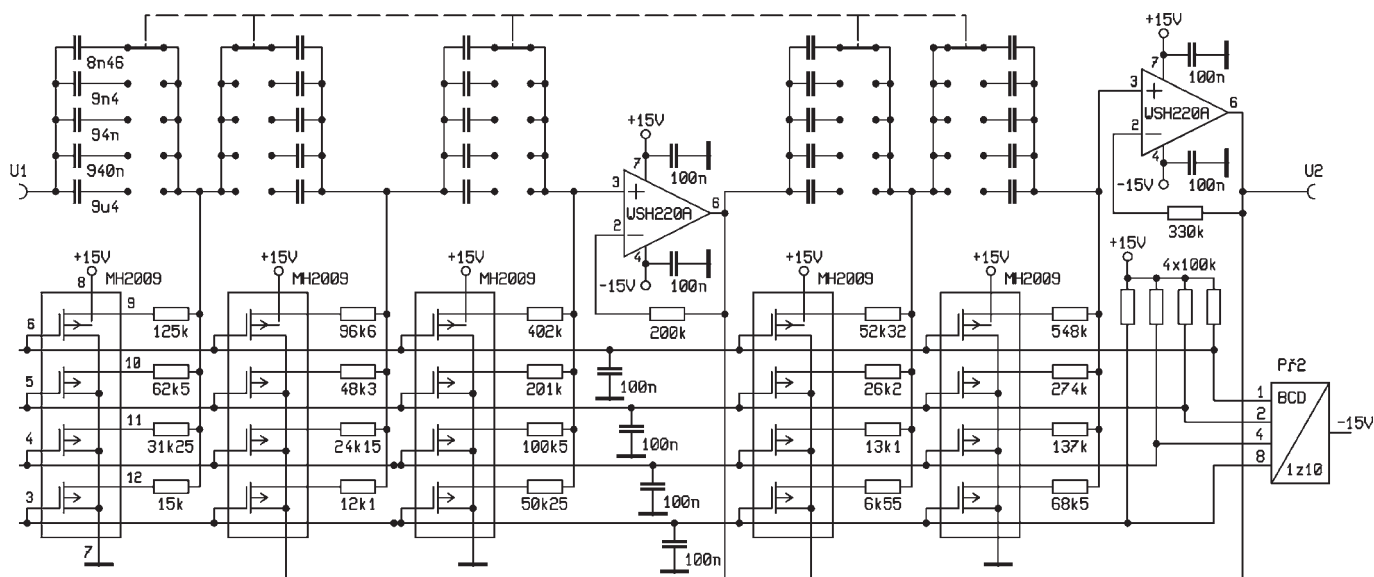 +15V
7
8n46
100n
9n4
3
6
WSH220A
94n
+15V
2
940n
7
4
U1
100n
-15V
100n
U2
9u4
3
6
WSH220A
2
330k
4
+15V
+15V
+15V
+15V
+15V
+15V
8
MH2009
MH2009
MH2009
-15V
100n
MH2009
MH2009
4x100k
9
6
125k
96k6
402k
200k
52k32
548k
10
5
62k5
48k3
201k
100n
26k2
274k
Př2
11
1
BCD
4
31k25
24k15
100k5
100n
13k1
137k
2
-15V
12
4
3
15k
12k1
50k25
100n
6k55
68k5
8
1z10
7
100n